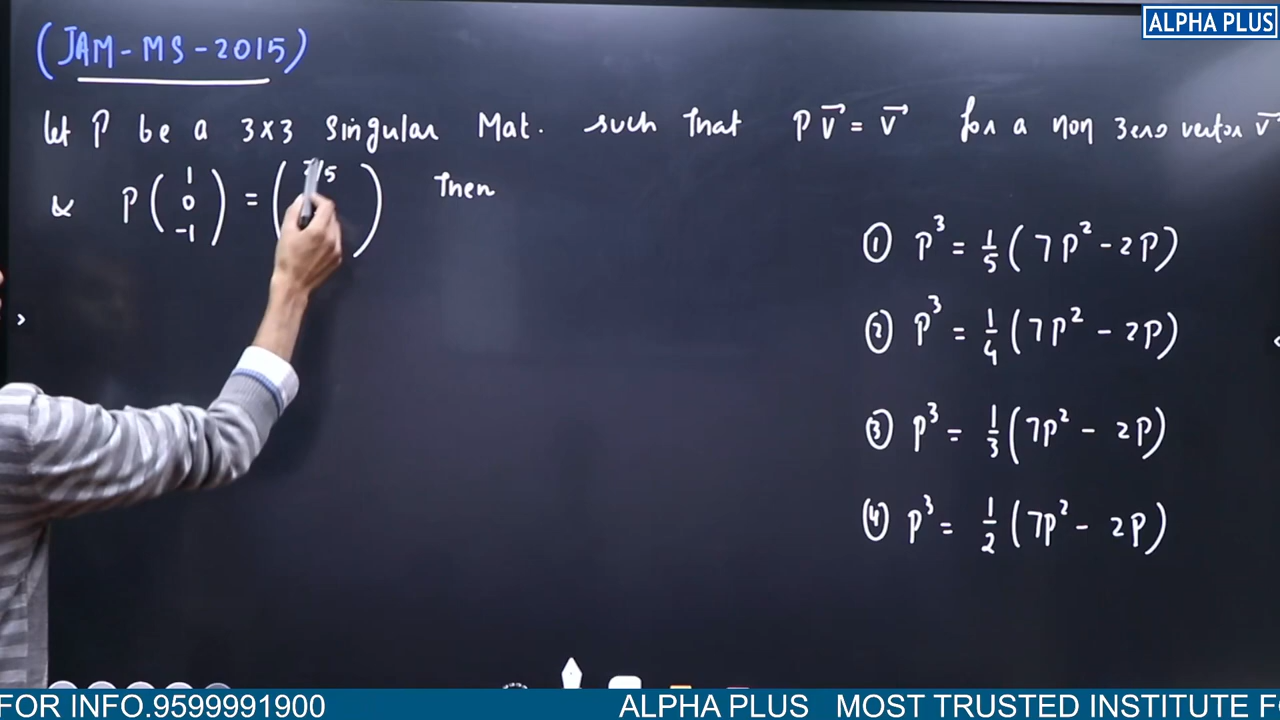 ALPHA PLUS
(JAM-MS-2015)
let P be a 3x3 singular Mat. such that P v⃗ = v⃗ for a non zero vector v⃗
& P ( 1 0 -1 ) = ( /5 ) Then
① P³ = 1/5 ( 7P² - 2P)
② P³ = 1/4 ( 7P² - 2P)
③ P³ = 1/3 ( 7P² - 2P)
④ P³ = 1/2 ( 7P² - 2P)
FOR INFO.9599991900 ALPHA PLUS MOST TRUSTED INSTITUTE